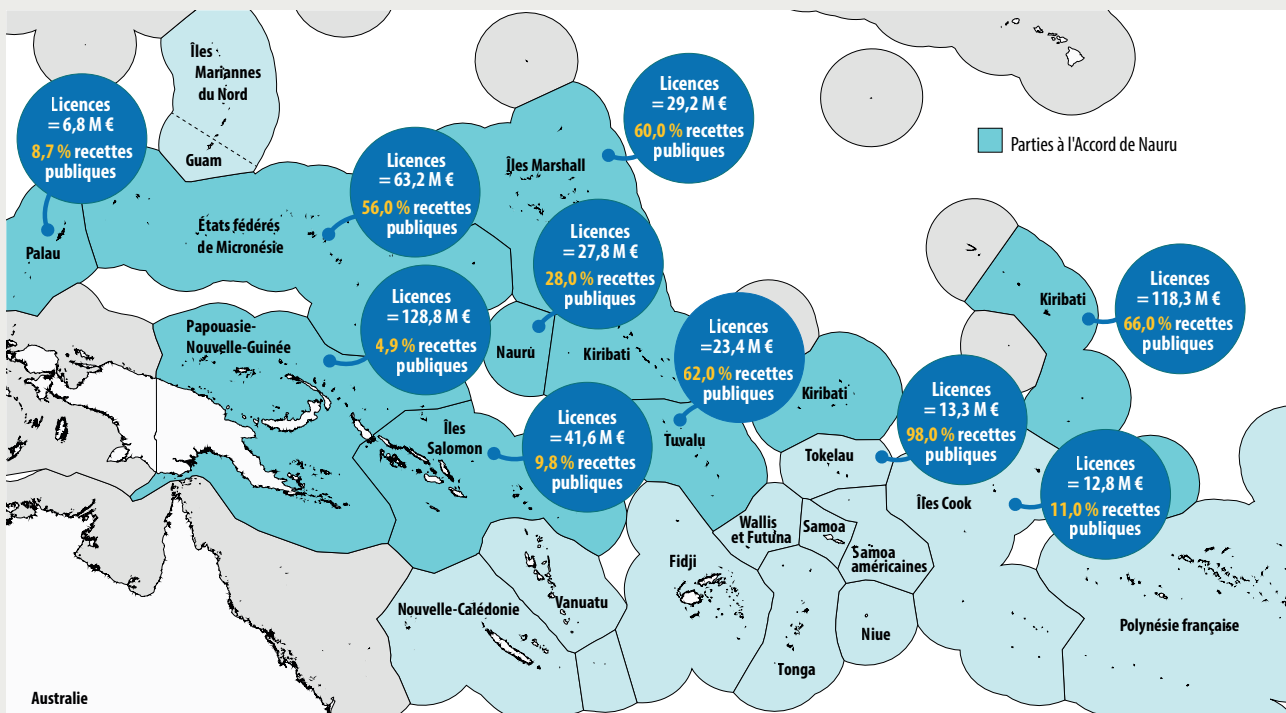 Îles
Mariannes
du Nord
Guam
Licences
= 6,8 M €
8,7 % recettes
publiques
Palau
États fédérés
de Micronésie
Licences
= 63,2 M €
56,0 % recettes
publiques
Îles Marshall
Licences
= 29,2 M €
60,0 % recettes
publiques
Parties à l'Accord de Nauru
Licences
= 27,8 M €
28,0 % recettes
publiques
Nauru
Kiribati
Papouasie-
Nouvelle-Guinée
Licences
= 128,8 M €
4,9 % recettes
publiques
Licences
=23,4 M €
62,0 % recettes
publiques
Tuvalu
Kiribati
Kiribati
Licences
= 118,3 M €
66,0 % recettes
publiques
Îles
Salomon
Licences
= 41,6 M €
9,8 % recettes
publiques
Tokelau
Licences
= 13,3 M €
98,0 % recettes
publiques
Îles Cook
Licences
= 12,8 M €
11,0 % recettes
publiques
Wallis
et Futuna
Samoa
Samoa
américaines
Fidji
Vanuatu
Nouvelle-Calédonie
Niue
Tonga
Polynésie française
Australie